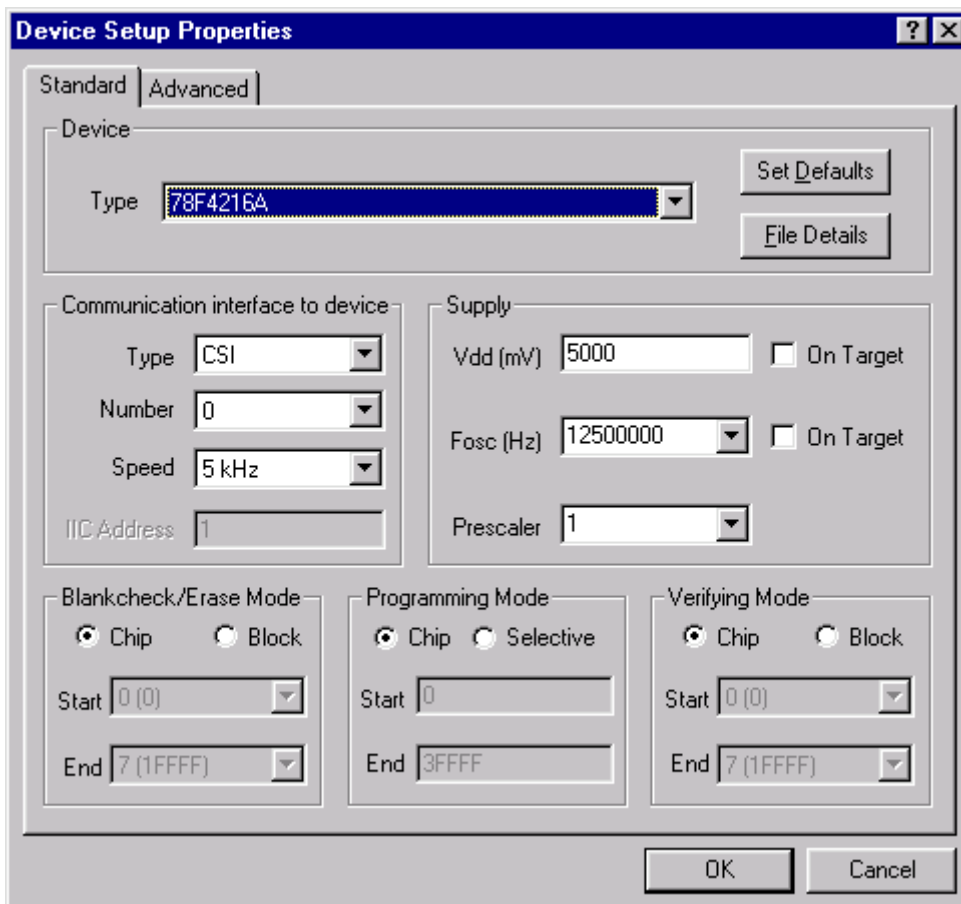 Device Setup Properties
Standard Advanced
Device
Type 78F4216A
Set Defaults
File Details
Communication interface to device
Type CSI
Number 0
Speed 5 kHz
IIC Address 1
Supply
Vdd (mV) 5000 On Target
Fosc (Hz) 12500000 On Target
Prescaler 1
Blankcheck/Erase Mode
Chip Block
Start 0 (0)
End 7 (1FFFF)
Programming Mode
Chip Selective
Start 0
End 3FFFF
Verifying Mode
Chip Block
Start 0 (0)
End 7 (1FFFF)
OK Cancel